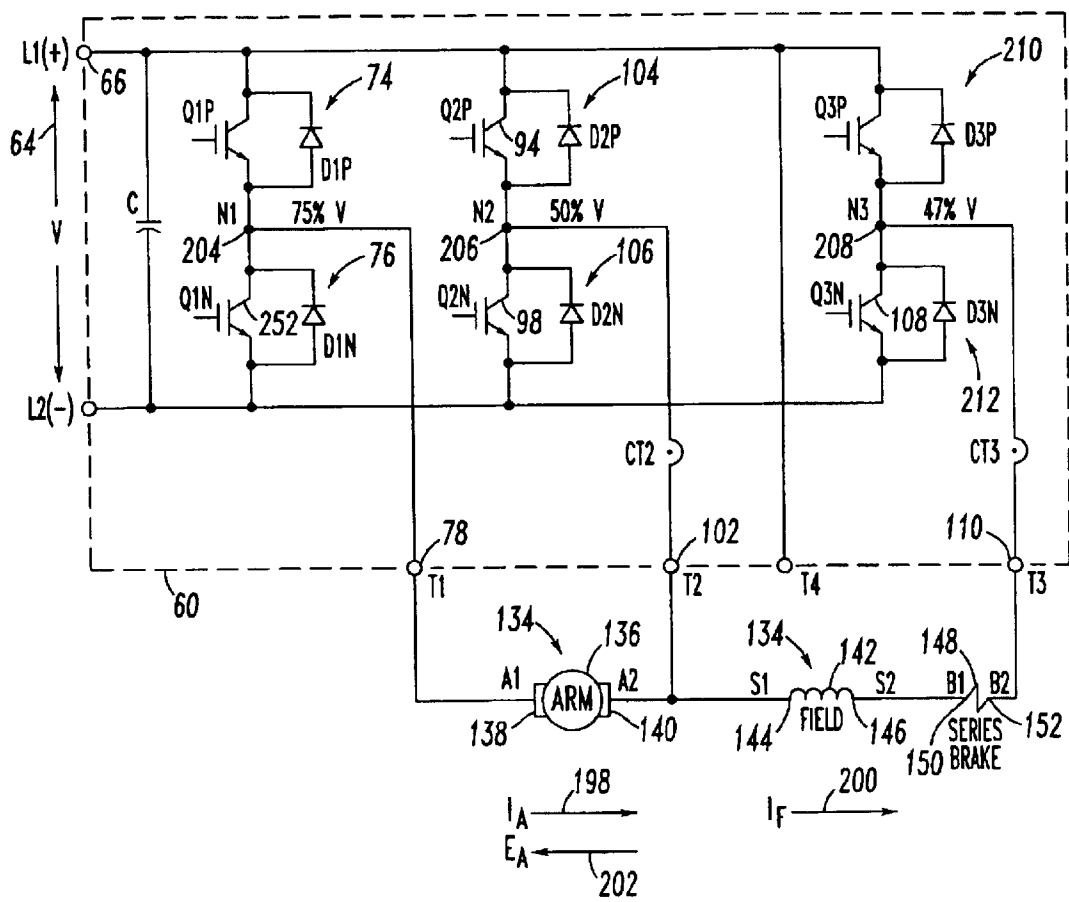 L1(+)
66
74
104
210
Q1P
D1P
Q2P
94
D2P
Q3P
D3P
64
V
C
N1
75% V
N2
50% V
N3
47% V
204
76
206
106
208
Q1N
252
D1N
Q2N
98
D2N
Q3N
108
D3N
L2(-)
212
CT2
CT3
78
102
110
T1
T2
T4
T3
60
134
136
134
142
148
A1
ARM
A2
S1
S2
B1
B2
138
140
144
FIELD
146
150
SERIES
BRAKE
152
IA
198
IF
200
EA
202